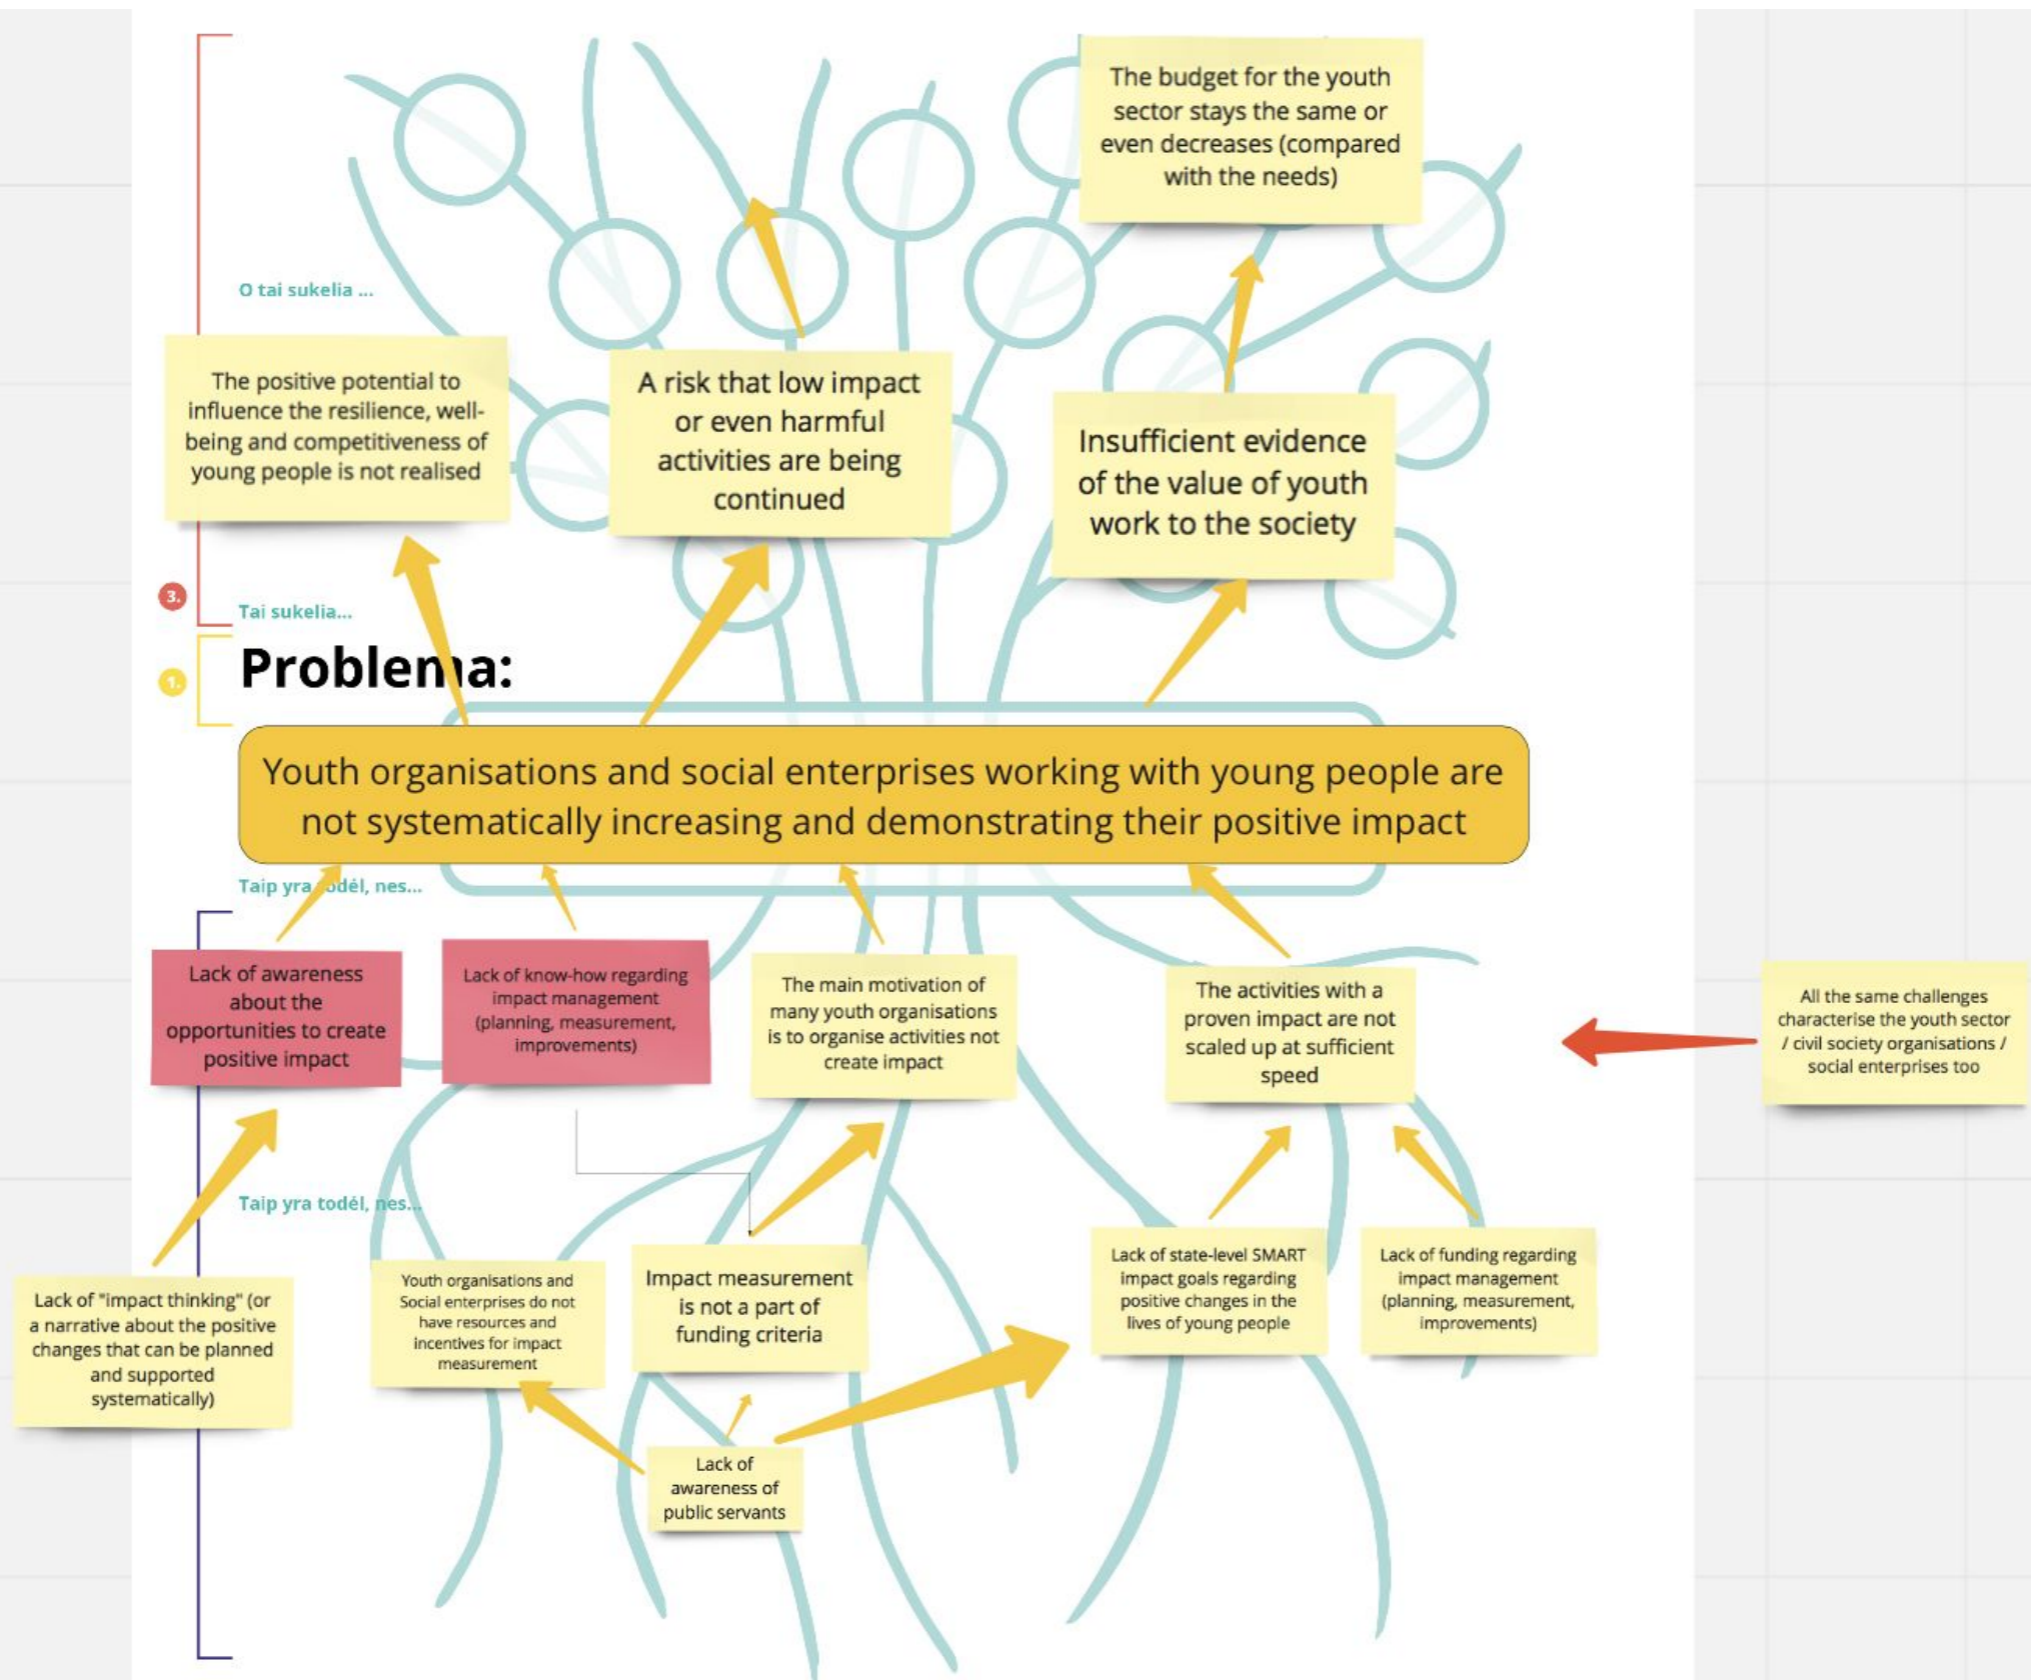 The budget for the youth
sector stays the same or
even decreases (compared
with the needs)
O tai sukelia ...
The positive potential to
influence the resilience, well-
being and competitiveness of
young people is not realised
A risk that low impact
or even harmful
activities are being
continued
Insufficient evidence
of the value of youth
work to the society
3.
Tai sukelia...
1.
Problema:
Youth organisations and social enterprises working with young people are
not systematically increasing and demonstrating their positive impact
Taip yra todėl, nes...
Lack of awareness
about the
opportunities to create
positive impact
Lack of know-how regarding
impact management
(planning, measurement,
improvements)
The main motivation of
many youth organisations
is to organise activities not
create impact
The activities with a
proven impact are not
scaled up at sufficient
speed
All the same challenges
characterise the youth sector
/ civil society organisations /
social enterprises too
Taip yra todėl, nes...
Lack of "impact thinking" (or
a narrative about the positive
changes that can be planned
and supported
systematically)
Youth organisations and
Social enterprises do not
have resources and
incentives for impact
measurement
Impact measurement
is not a part of
funding criteria
Lack of state-level SMART
impact goals regarding
positive changes in the
lives of young people
Lack of funding regarding
impact management
(planning, measurement,
improvements)
Lack of
awareness of
public servants